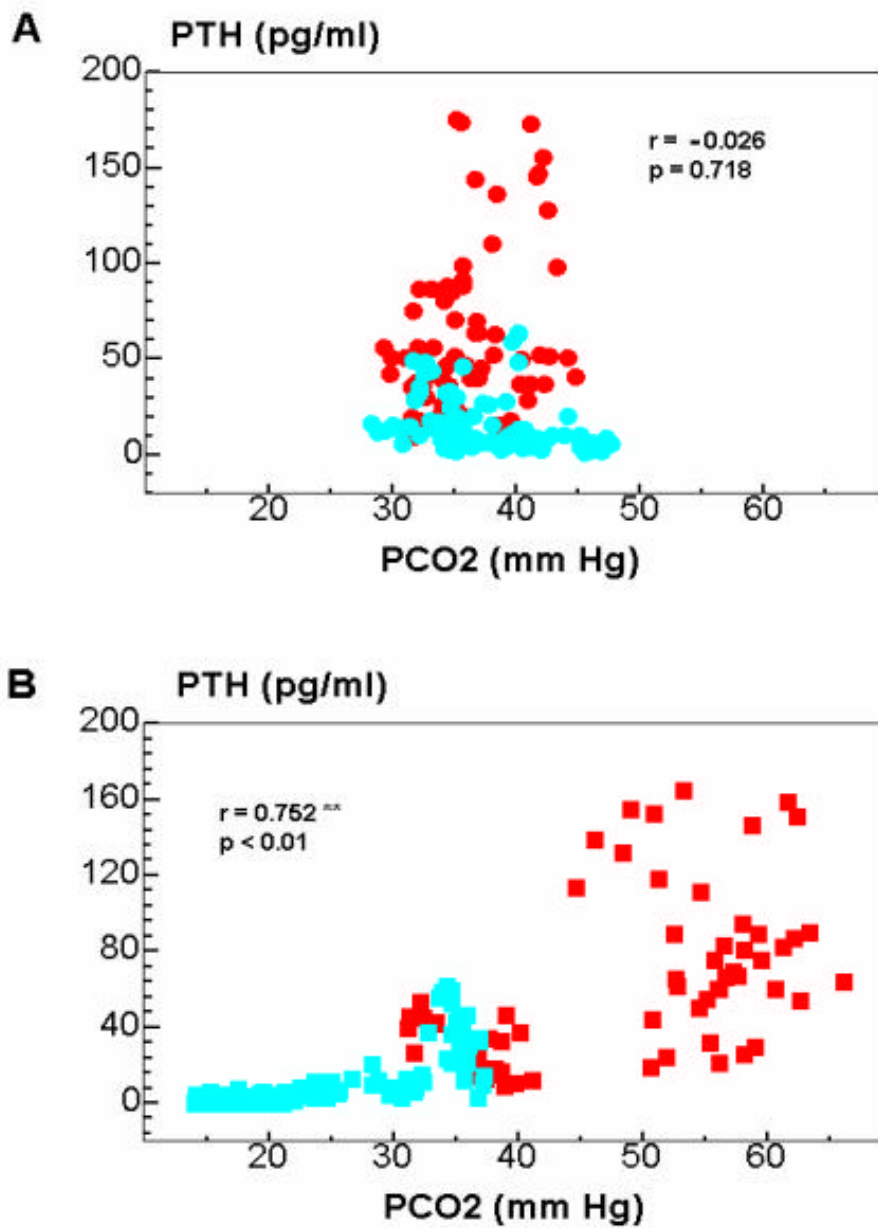 A
PTH (pg/ml)
200
150
100
50
0
r = -0.026
p = 0.718
20 30 40 50 60
PCO2 (mm Hg)
B
PTH (pg/ml)
200
160
120
80
40
0
r = 0.752 **
p < 0.01
20 30 40 50 60
PCO2 (mm Hg)